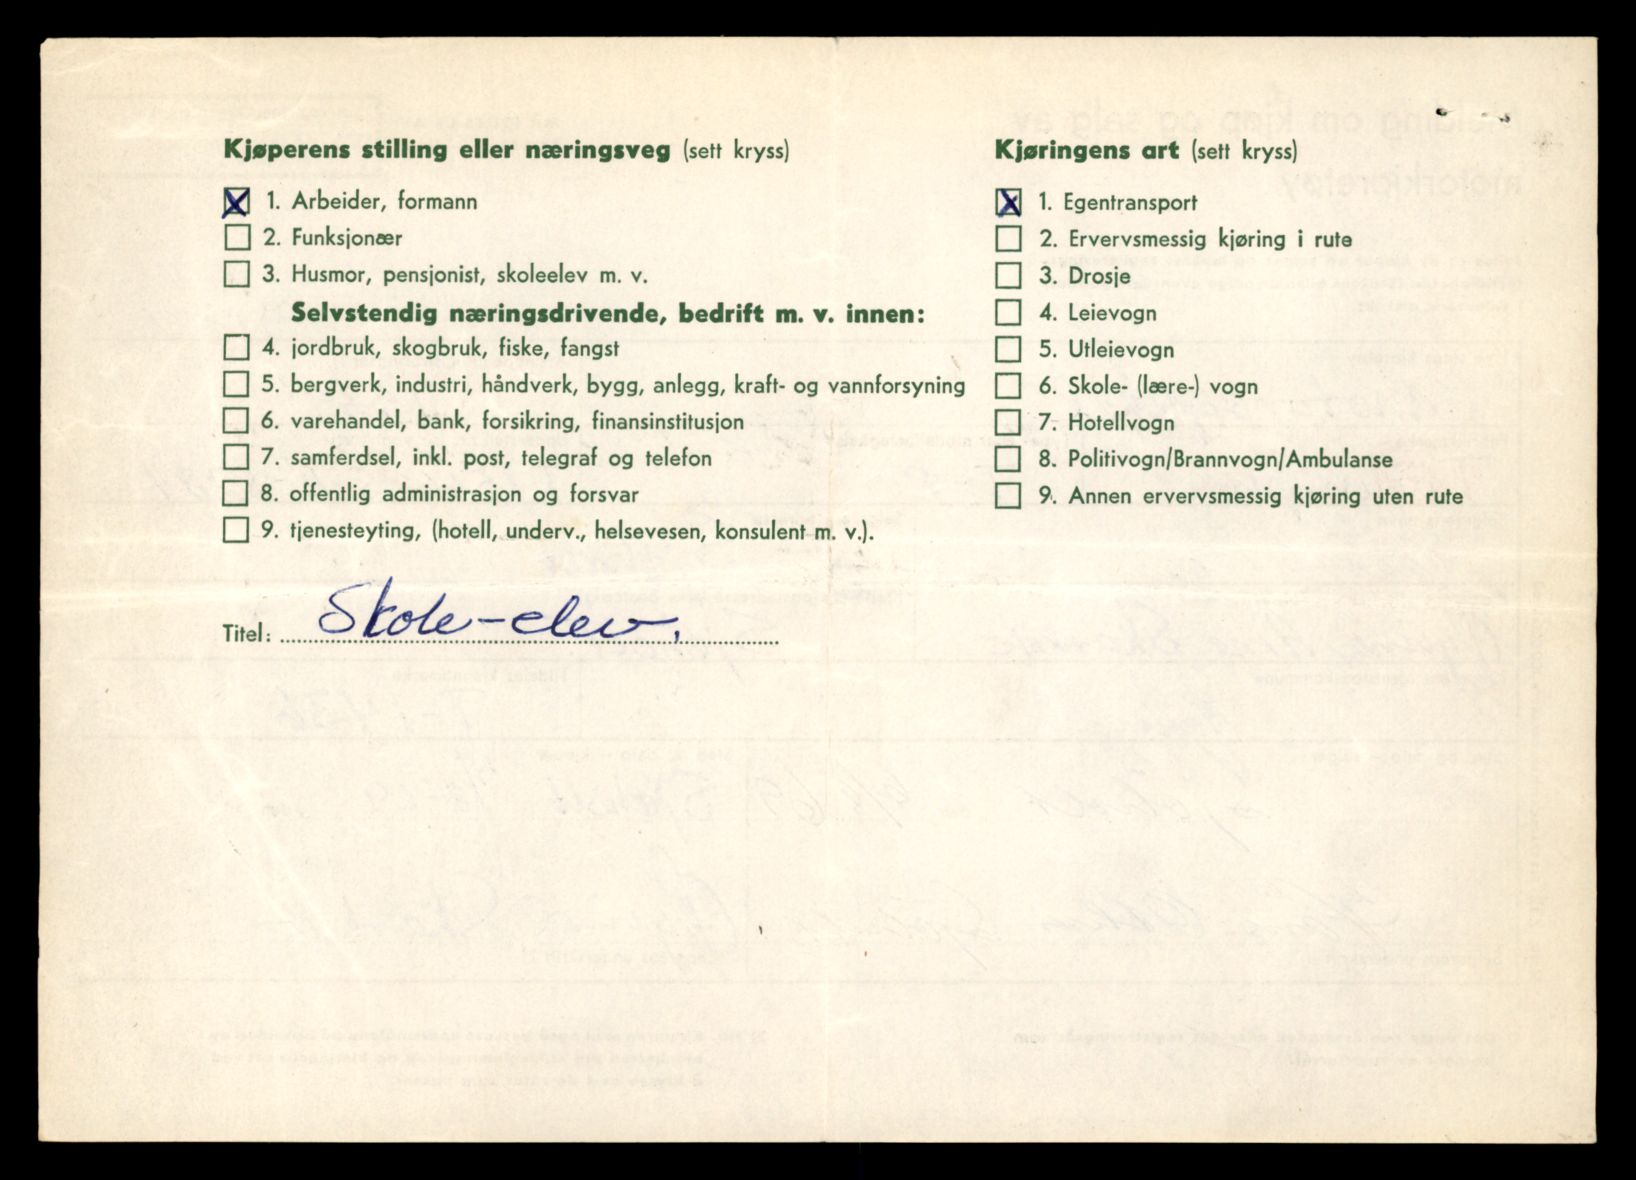 Kjøperens stilling eller næringsveg (sett kryss)
1. Arbeider, formann
2. Funksjonær
3. Husmor, pensjonist, skoleelev m. v.
Selvstendig næringsdrivende, bedrift m. v. innen:
4. jordbruk, skogbruk, fiske, fangst
5. bergverk, industri, håndverk, bygg, anlegg, kraft- og vannforsyning
6. varehandel, bank, forsikring, finansinstitusjon
7. samferdsel, inkl. post, telegraf og telefon
8. offentlig administrasjon og forsvar
9. tjenesteyting, (hotell, underv., helsevesen, konsulent m. v.).
Titel: Skole-elev.
Kjøringens art (sett kryss)
1. Egentransport
2. Ervervsmessig kjøring i rute
3. Drosje
4. Leievogn
5. Utleievogn
6. Skole- (lære-) vogn
7. Hotellvogn
8. Politivogn/Brannvogn/Ambulanse
9. Annen ervervsmessig kjøring uten rute